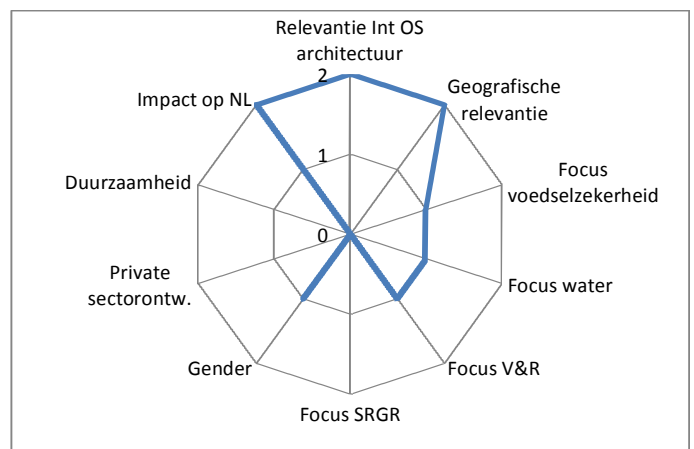 Relevantie Int OS
architectuur
2
Geografische
relevantie
Impact op NL
1
Duurzaamheid
Focus
voedselzekerheid
0
Private
sectorontw.
Focus water
Gender
Focus V&R
Focus SRGR